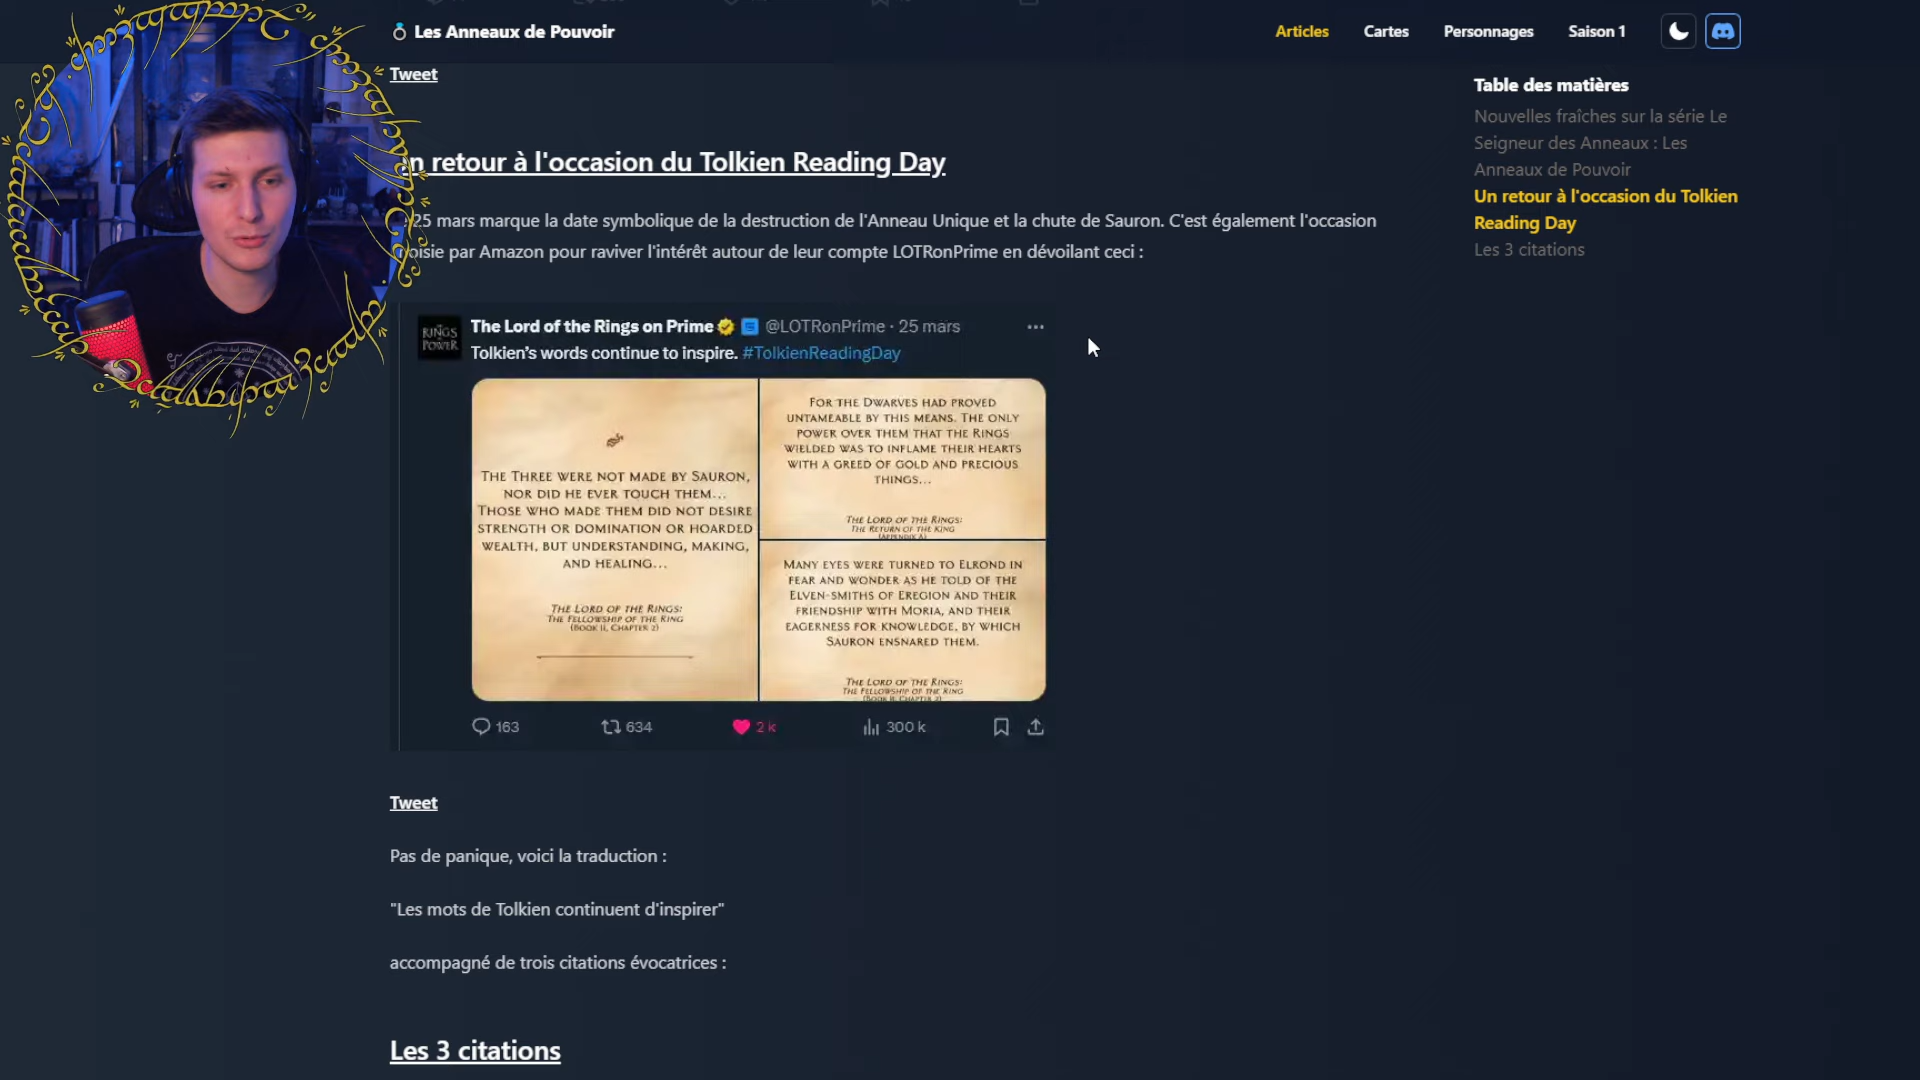 Les Anneaux de Pouvoir
Articles
Cartes
Personnages
Saison 1
Tweet
n retour à l'occasion du Tolkien Reading Day
25 mars marque la date symbolique de la destruction de l'Anneau Unique et la chute de Sauron. C'est également l'occasion
oisie par Amazon pour raviver l'intérêt autour de leur compte LOTRonPrime en dévoilant ceci :
RINGS
POWER
The Lord of the Rings on Prime @LOTRonPrime · 25 mars
Tolkien's words continue to inspire. #TolkienReadingDay
THE THREE WERE NOT MADE BY SAURON,
NOR DID HE EVER TOUCH THEM...
THOSE WHO MADE THEM DID NOT DESIRE
STRENGTH OR DOMINATION OR HOARDED
WEALTH, BUT UNDERSTANDING, MAKING,
AND HEALING...
THE LORD OF THE RINGS:
THE FELLOWSHIP OF THE RING
(BOOK II, CHAPTER 2)
FOR THE DWARVES HAD PROVED
UNTAMEABLE BY THIS MEANS. THE ONLY
POWER OVER THEM THAT THE RINGS
WIELDED WAS TO INFLAME THEIR HEARTS
WITH A GREED OF GOLD AND PRECIOUS
THINGS...
THE LORD OF THE RINGS:
THE RETURN OF THE KING
(APPENDIX A)
MANY EYES WERE TURNED TO ELROND IN
FEAR AND WONDER AS HE TOLD OF THE
ELVEN-SMITHS OF EREGION AND THEIR
FRIENDSHIP WITH MORIA, AND THEIR
EAGERNESS FOR KNOWLEDGE, BY WHICH
SAURON ENSNARED THEM.
THE LORD OF THE RINGS:
THE FELLOWSHIP OF THE RING
(BOOK II, CHAPTER 2)
163
634
2 k
300 k
Tweet
Pas de panique, voici la traduction :
"Les mots de Tolkien continuent d'inspirer"
accompagné de trois citations évocatrices :
Les 3 citations
Table des matières
Nouvelles fraîches sur la série Le
Seigneur des Anneaux : Les
Anneaux de Pouvoir
Un retour à l'occasion du Tolkien
Reading Day
Les 3 citations